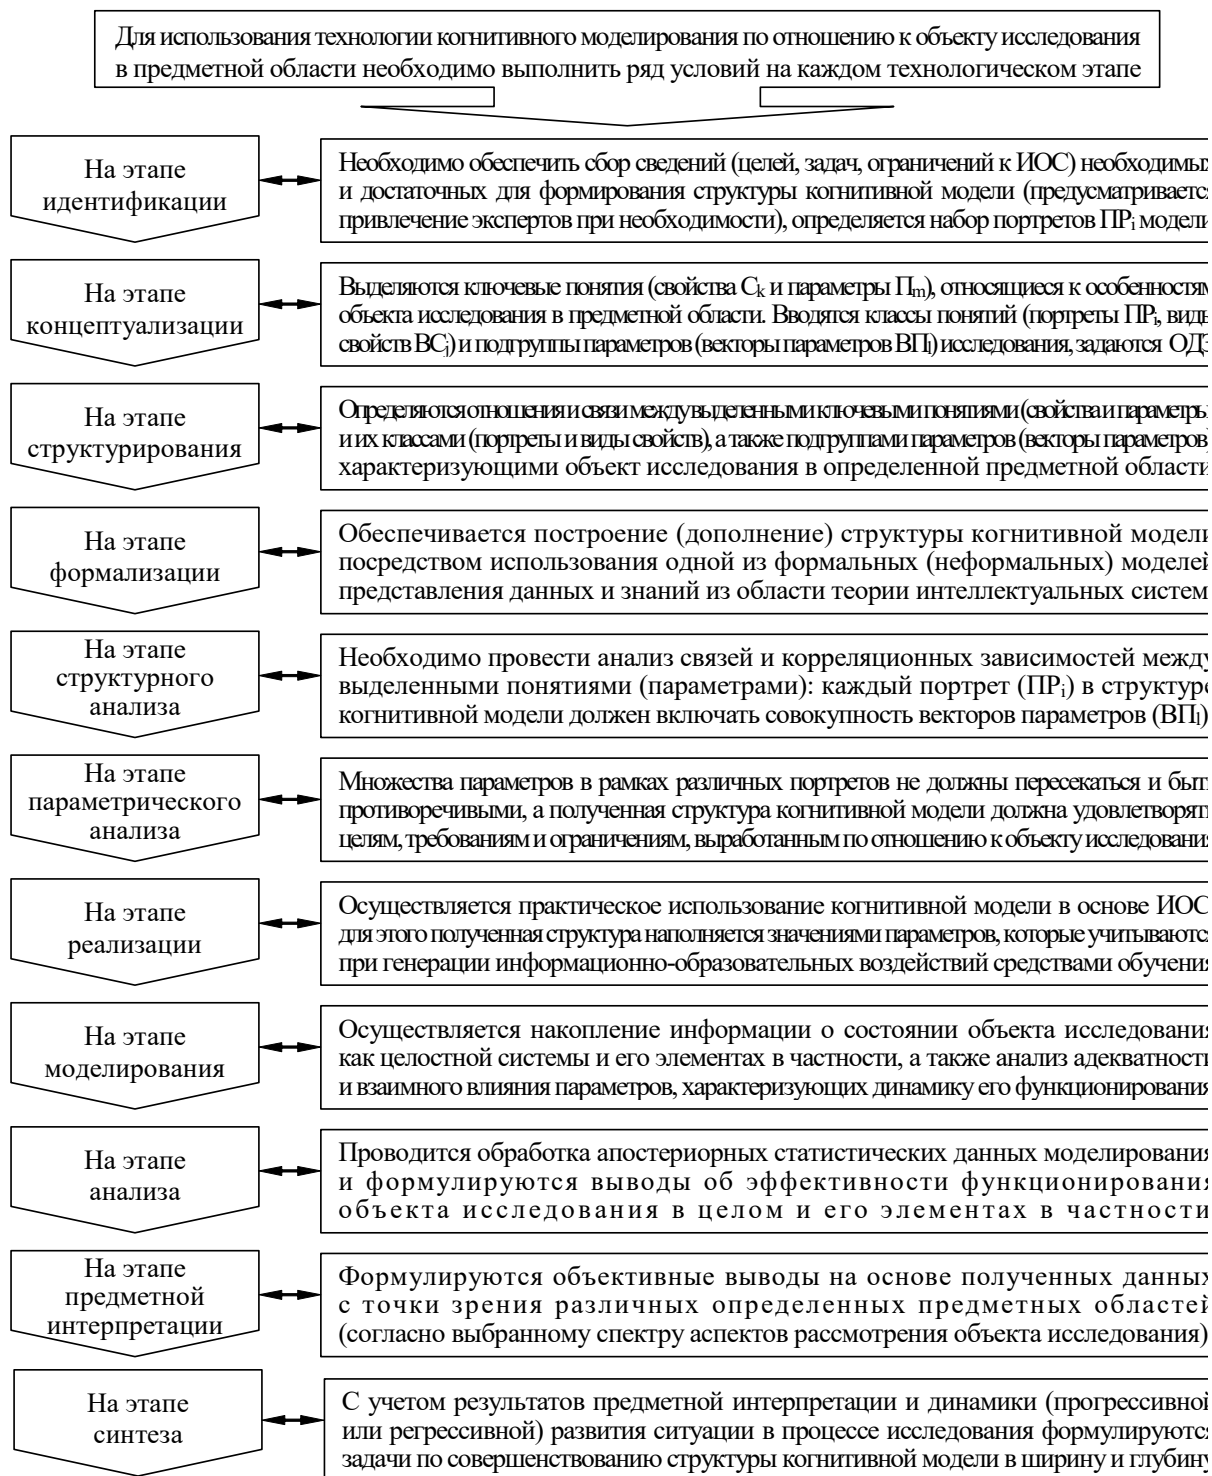 Для использования технологии когнитивного моделирования по отношению к объекту исследования
в предметной области необходимо выполнить ряд условий на каждом технологическом этапе
На этапе
идентификации
Необходимо обеспечить сбор сведений (целей, задач, ограничений к ИОС) необходимых
и достаточных для формирования структуры когнитивной модели (предусматривается
привлечение экспертов при необходимости), определяется набор портретов ПРi модели
На этапе
концептуализации
Выделяются ключевые понятия (свойства Сk и параметры Пm), относящиеся к особенностям
объекта исследования в предметной области. Вводятся классы понятий (портреты ПРi, виды
свойств ВСj) и подгруппы параметров (векторы параметров ВПl) исследования, задаются ОДЗ
На этапе
структурирования
Определяются отношения и связи между выделенными ключевыми понятиями (свойства и параметры)
и их классами (портреты и виды свойств), а также подгруппами параметров (векторы параметров)
характеризующими объект исследования в определенной предметной области
На этапе
формализации
Обеспечивается построение (дополнение) структуры когнитивной модели
посредством использования одной из формальных (неформальных) моделей
представления данных и знаний из области теории интеллектуальных систем
На этапе
структурного
анализа
Необходимо провести анализ связей и корреляционных зависимостей между
выделенными понятиями (параметрами): каждый портрет (ПРi) в структуре
когнитивной модели должен включать совокупность векторов параметров (ВПl)
На этапе
параметрического
анализа
Множества параметров в рамках различных портретов не должны пересекаться и быть
противоречивыми, а полученная структура когнитивной модели должна удовлетворять
целям, требованиям и ограничениям, выработанным по отношению к объекту исследования
На этапе
реализации
Осуществляется практическое использование когнитивной модели в основе ИОС
для этого полученная структура наполняется значениями параметров, которые учитываются
при генерации информационно-образовательных воздействий средствами обучения
На этапе
моделирования
Осуществляется накопление информации о состоянии объекта исследования
как целостной системы и его элементах в частности, а также анализ адекватности
и взаимного влияния параметров, характеризующих динамику его функционирования
На этапе
анализа
Проводится обработка апостериорных статистических данных моделирования
и формулируются выводы об эффективности функционирования
объекта исследования в целом и его элементах в частности
На этапе
предметной
интерпретации
Формулируются объективные выводы на основе полученных данных
с точки зрения различных определенных предметных областей
(согласно выбранному спектру аспектов рассмотрения объекта исследования)
На этапе
синтеза
С учетом результатов предметной интерпретации и динамики (прогрессивной
или регрессивной) развития ситуации в процессе исследования формулируются
задачи по совершенствованию структуры когнитивной модели в ширину и глубину